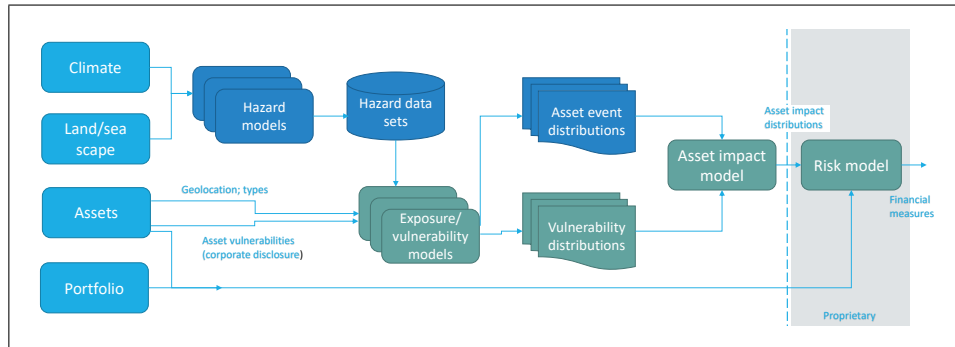 Climate
Land/sea
scape
Hazard
models
Hazard data
sets
Asset event
distributions
Asset impact
distributions
Asset impact
model
Risk model
Financial
measures
Geolocation; types
Assets
Asset vulnerabilities
(corporate disclosure)
Exposure/
vulnerability
models
Vulnerability
distributions
Portfolio
Proprietary